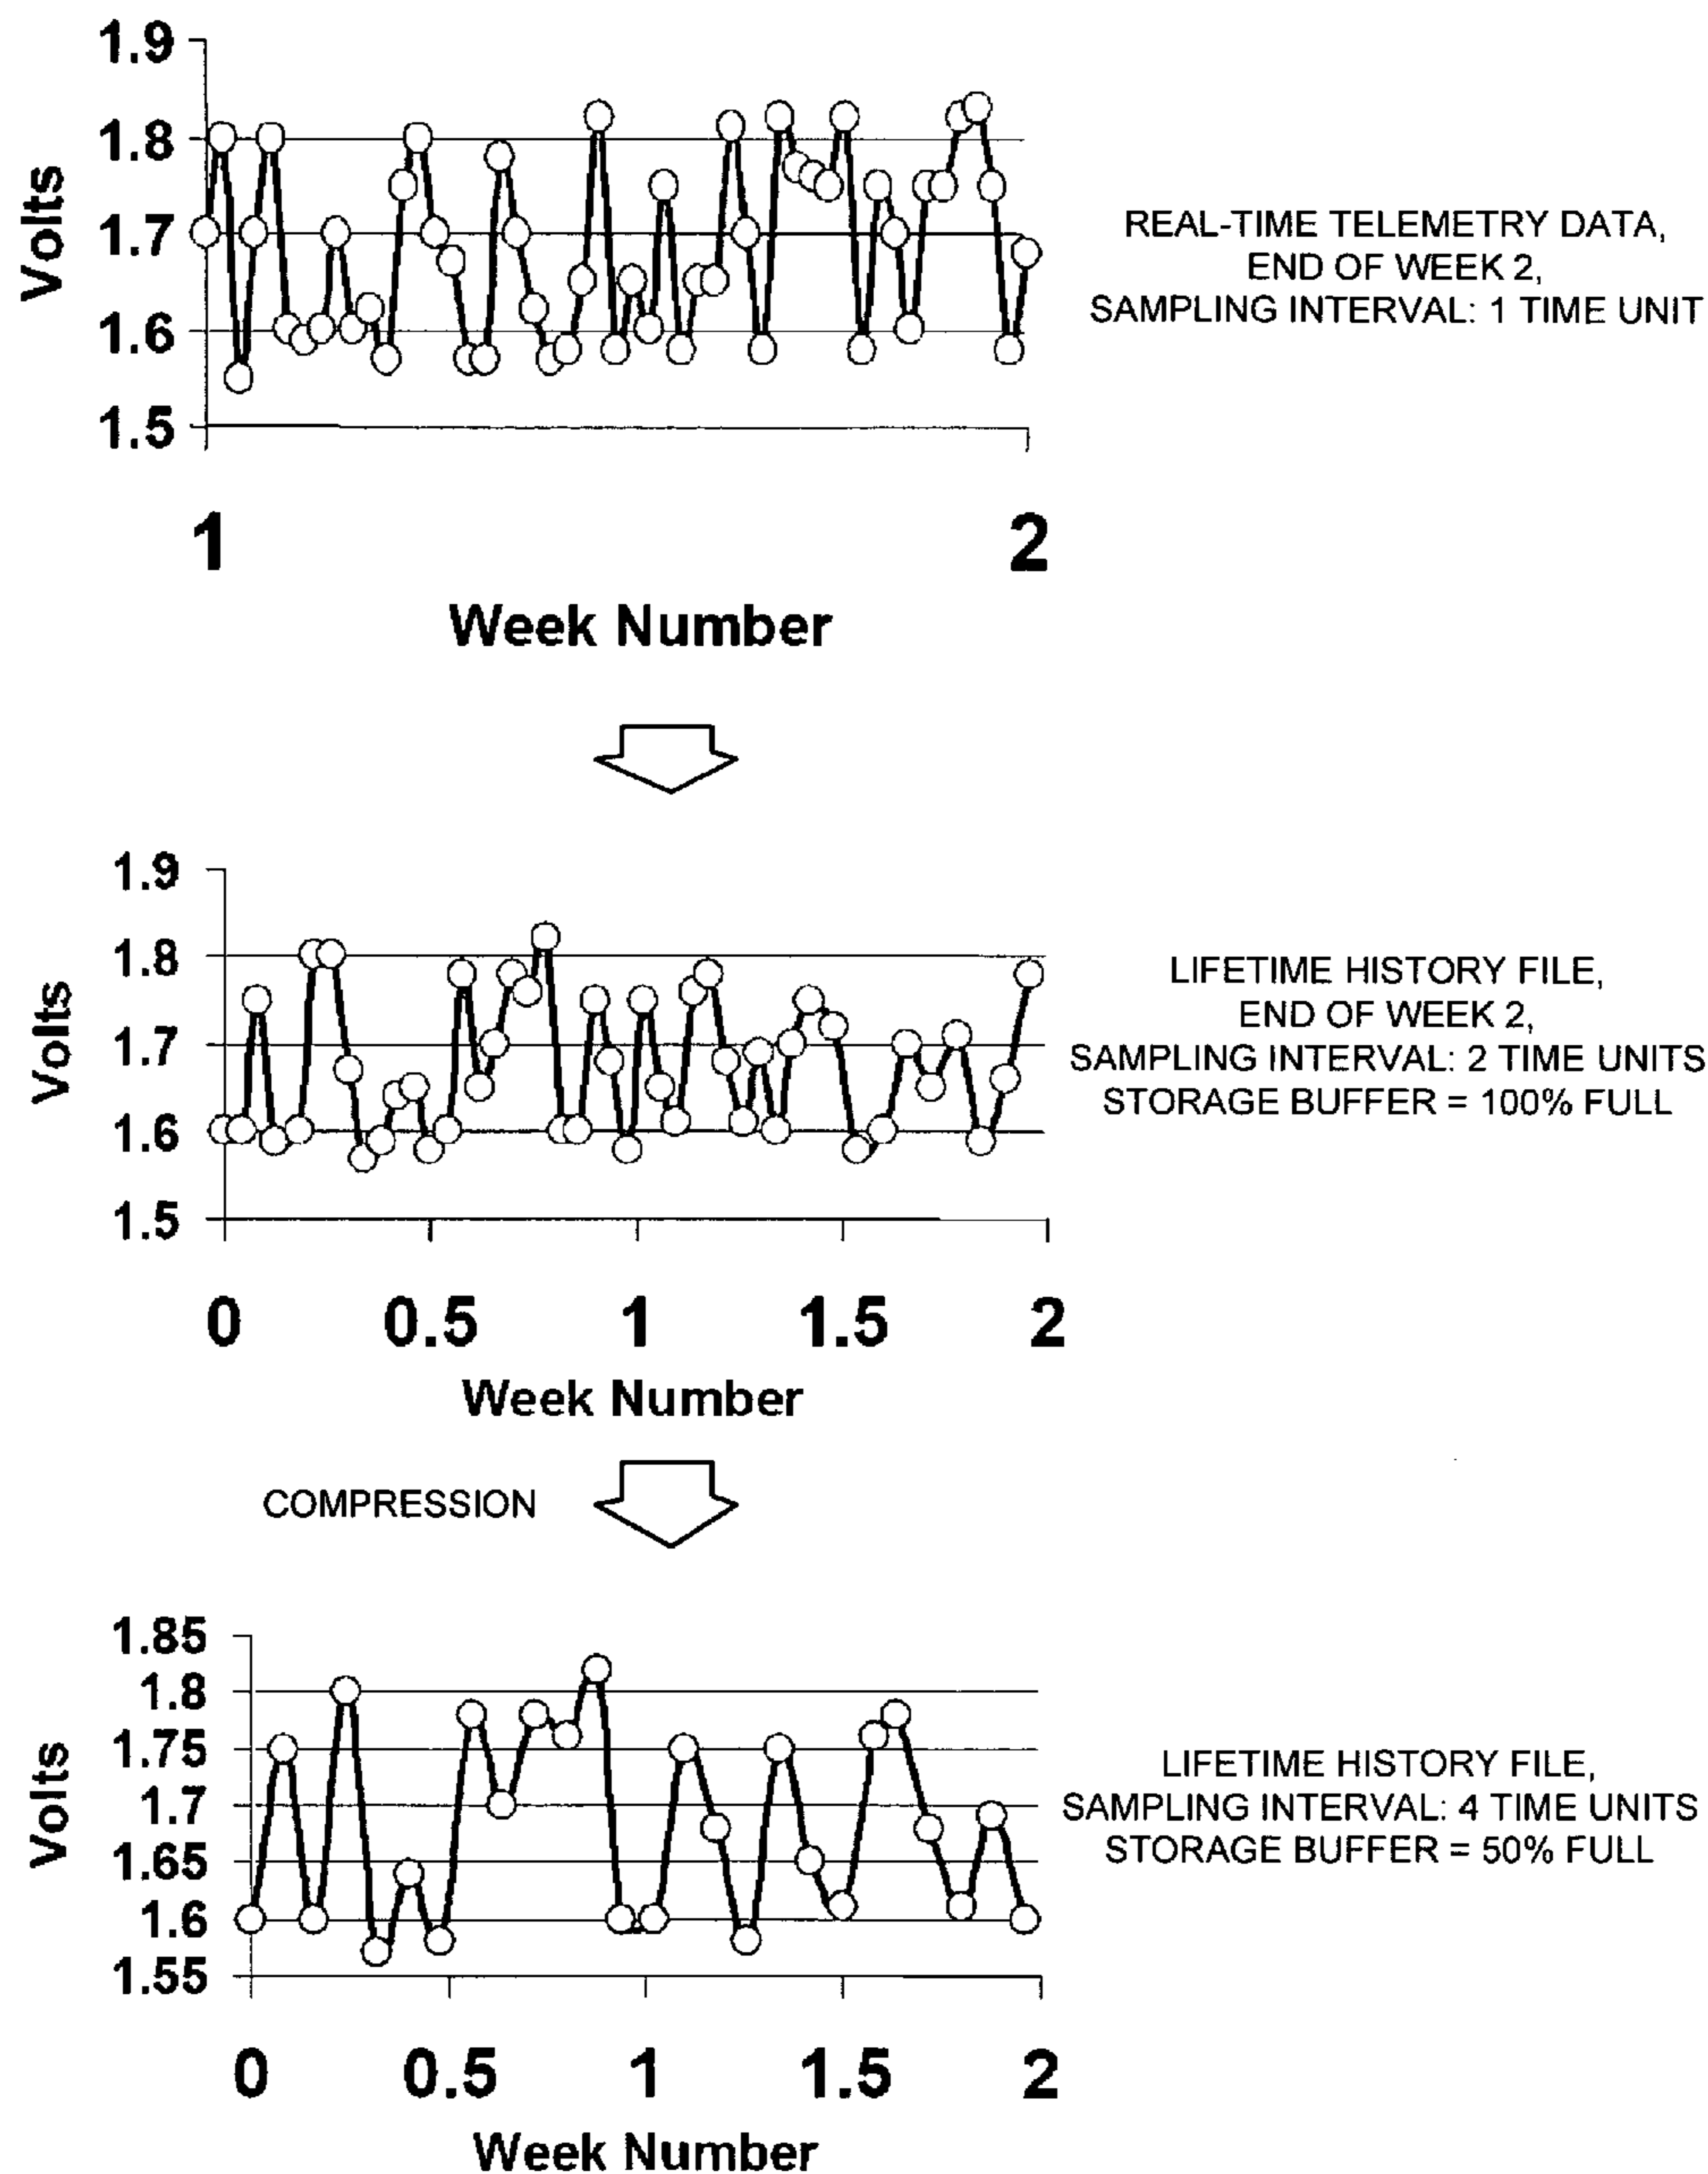 1.9
1.8
1.7
1.6
1.5
Volts
1 2
Week Number
REAL-TIME TELEMETRY DATA,
END OF WEEK 2,
SAMPLING INTERVAL: 1 TIME UNIT
1.9
1.8
1.7
1.6
1.5
Volts
0 0.5 1 1.5 2
Week Number
LIFETIME HISTORY FILE,
END OF WEEK 2,
SAMPLING INTERVAL: 2 TIME UNITS
STORAGE BUFFER = 100% FULL
COMPRESSION
1.85
1.8
1.75
1.7
1.65
1.6
1.55
Volts
0 0.5 1 1.5 2
Week Number
LIFETIME HISTORY FILE,
SAMPLING INTERVAL: 4 TIME UNITS
STORAGE BUFFER = 50% FULL